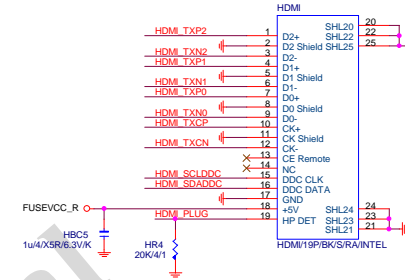 HDMI
HDMI_TXP2 1 D2+ SHL20 20
2 D2 Shield SHL22 22
HDMI_TXN2 3 D2- SHL25 25
HDMI_TXP1 4 D1+
5 D1 Shield
HDMI_TXN1 6 D1-
HDMI_TXP0 7 D0+
8 D0 Shield
HDMI_TXN0 9 D0-
HDMI_TXCP 10 CK+
11 CK Shield
HDMI_TXCN 12 CK-
13 CE Remote
14 NC
HDMI_SCLDDC 15 DDC CLK
HDMI_SDADDC 16 DDC DATA
17 GND
FUSEVCC_R 18 +5V SHL24 24
HDMI_PLUG 19 HP DET SHL23 23
SHL21 21
HBC5
1u/4/X5R/6.3V/K
HR4
20K/4/1
HDMI/19P/BK/S/RA/INTEL